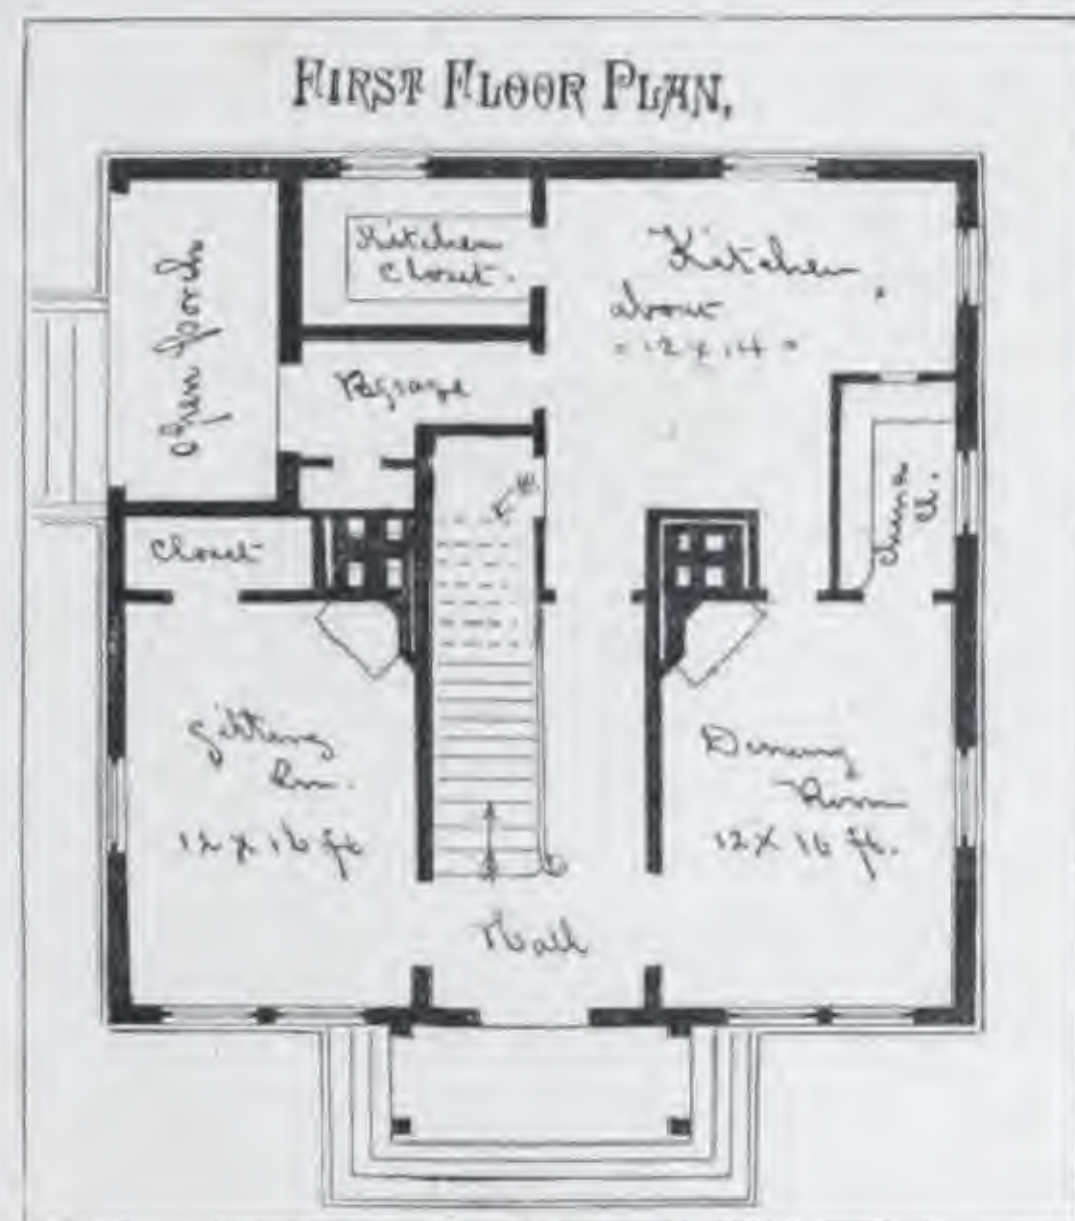 FIRST FLOOR PLAN,
Kitchen
Closet.
Kitchen
about
12 x 14
Open Porch
Closet
China
Cl.
Sitting
Rm.
12 x 16 ft
Dining
Room
12 X 16 ft.
Hall